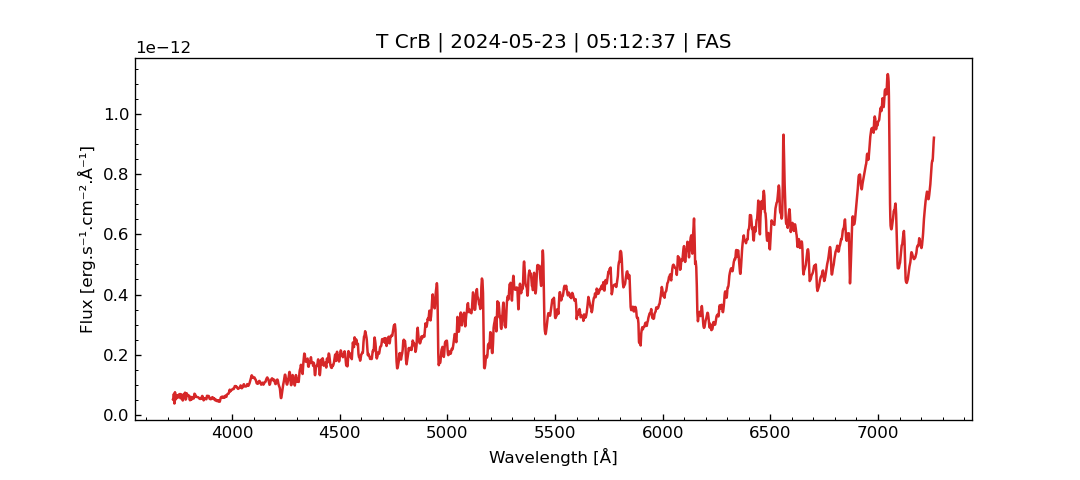 T CrB | 2024-05-23 | 05:12:37 | FAS
1e−12
1.0
0.8
0.6
0.4
0.2
0.0
Flux [erg.s⁻¹.cm⁻².Å⁻¹]
4000 4500 5000 5500 6000 6500 7000
Wavelength [Å]